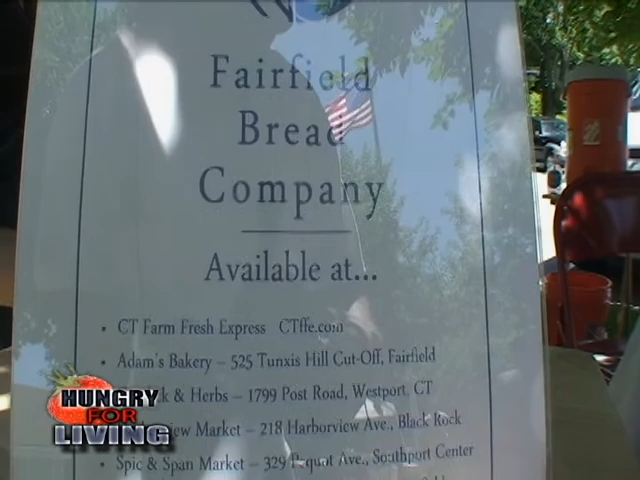 Fairfield
Bread
Company
Available at...
• CT Farm Fresh Express CTffe.com
• Adam's Bakery – 525 Tunxis Hill Cut-Off, Fairfield
& Herbs – 1799 Post Road, Westport, CT
Market – 218 Harborview Ave., Black Rock
• Spic & Span Market – 329 Pequot Ave., Southport Center
HUNGRY
FOR
LIVING